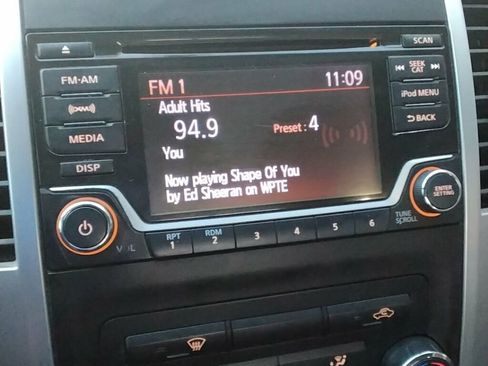 SCAN
FM·AM
SEEK
CAT
iPod MENU
MEDIA
BACK
DISP
FM 1 11:09
Adult Hits
94.9 Preset : 4
You
Now playing Shape Of You
by Ed Sheeran on WPTE
ENTER
SETTING
VOL
TUNE
SCROLL
RPT
1
RDM
2
3
4
5
6